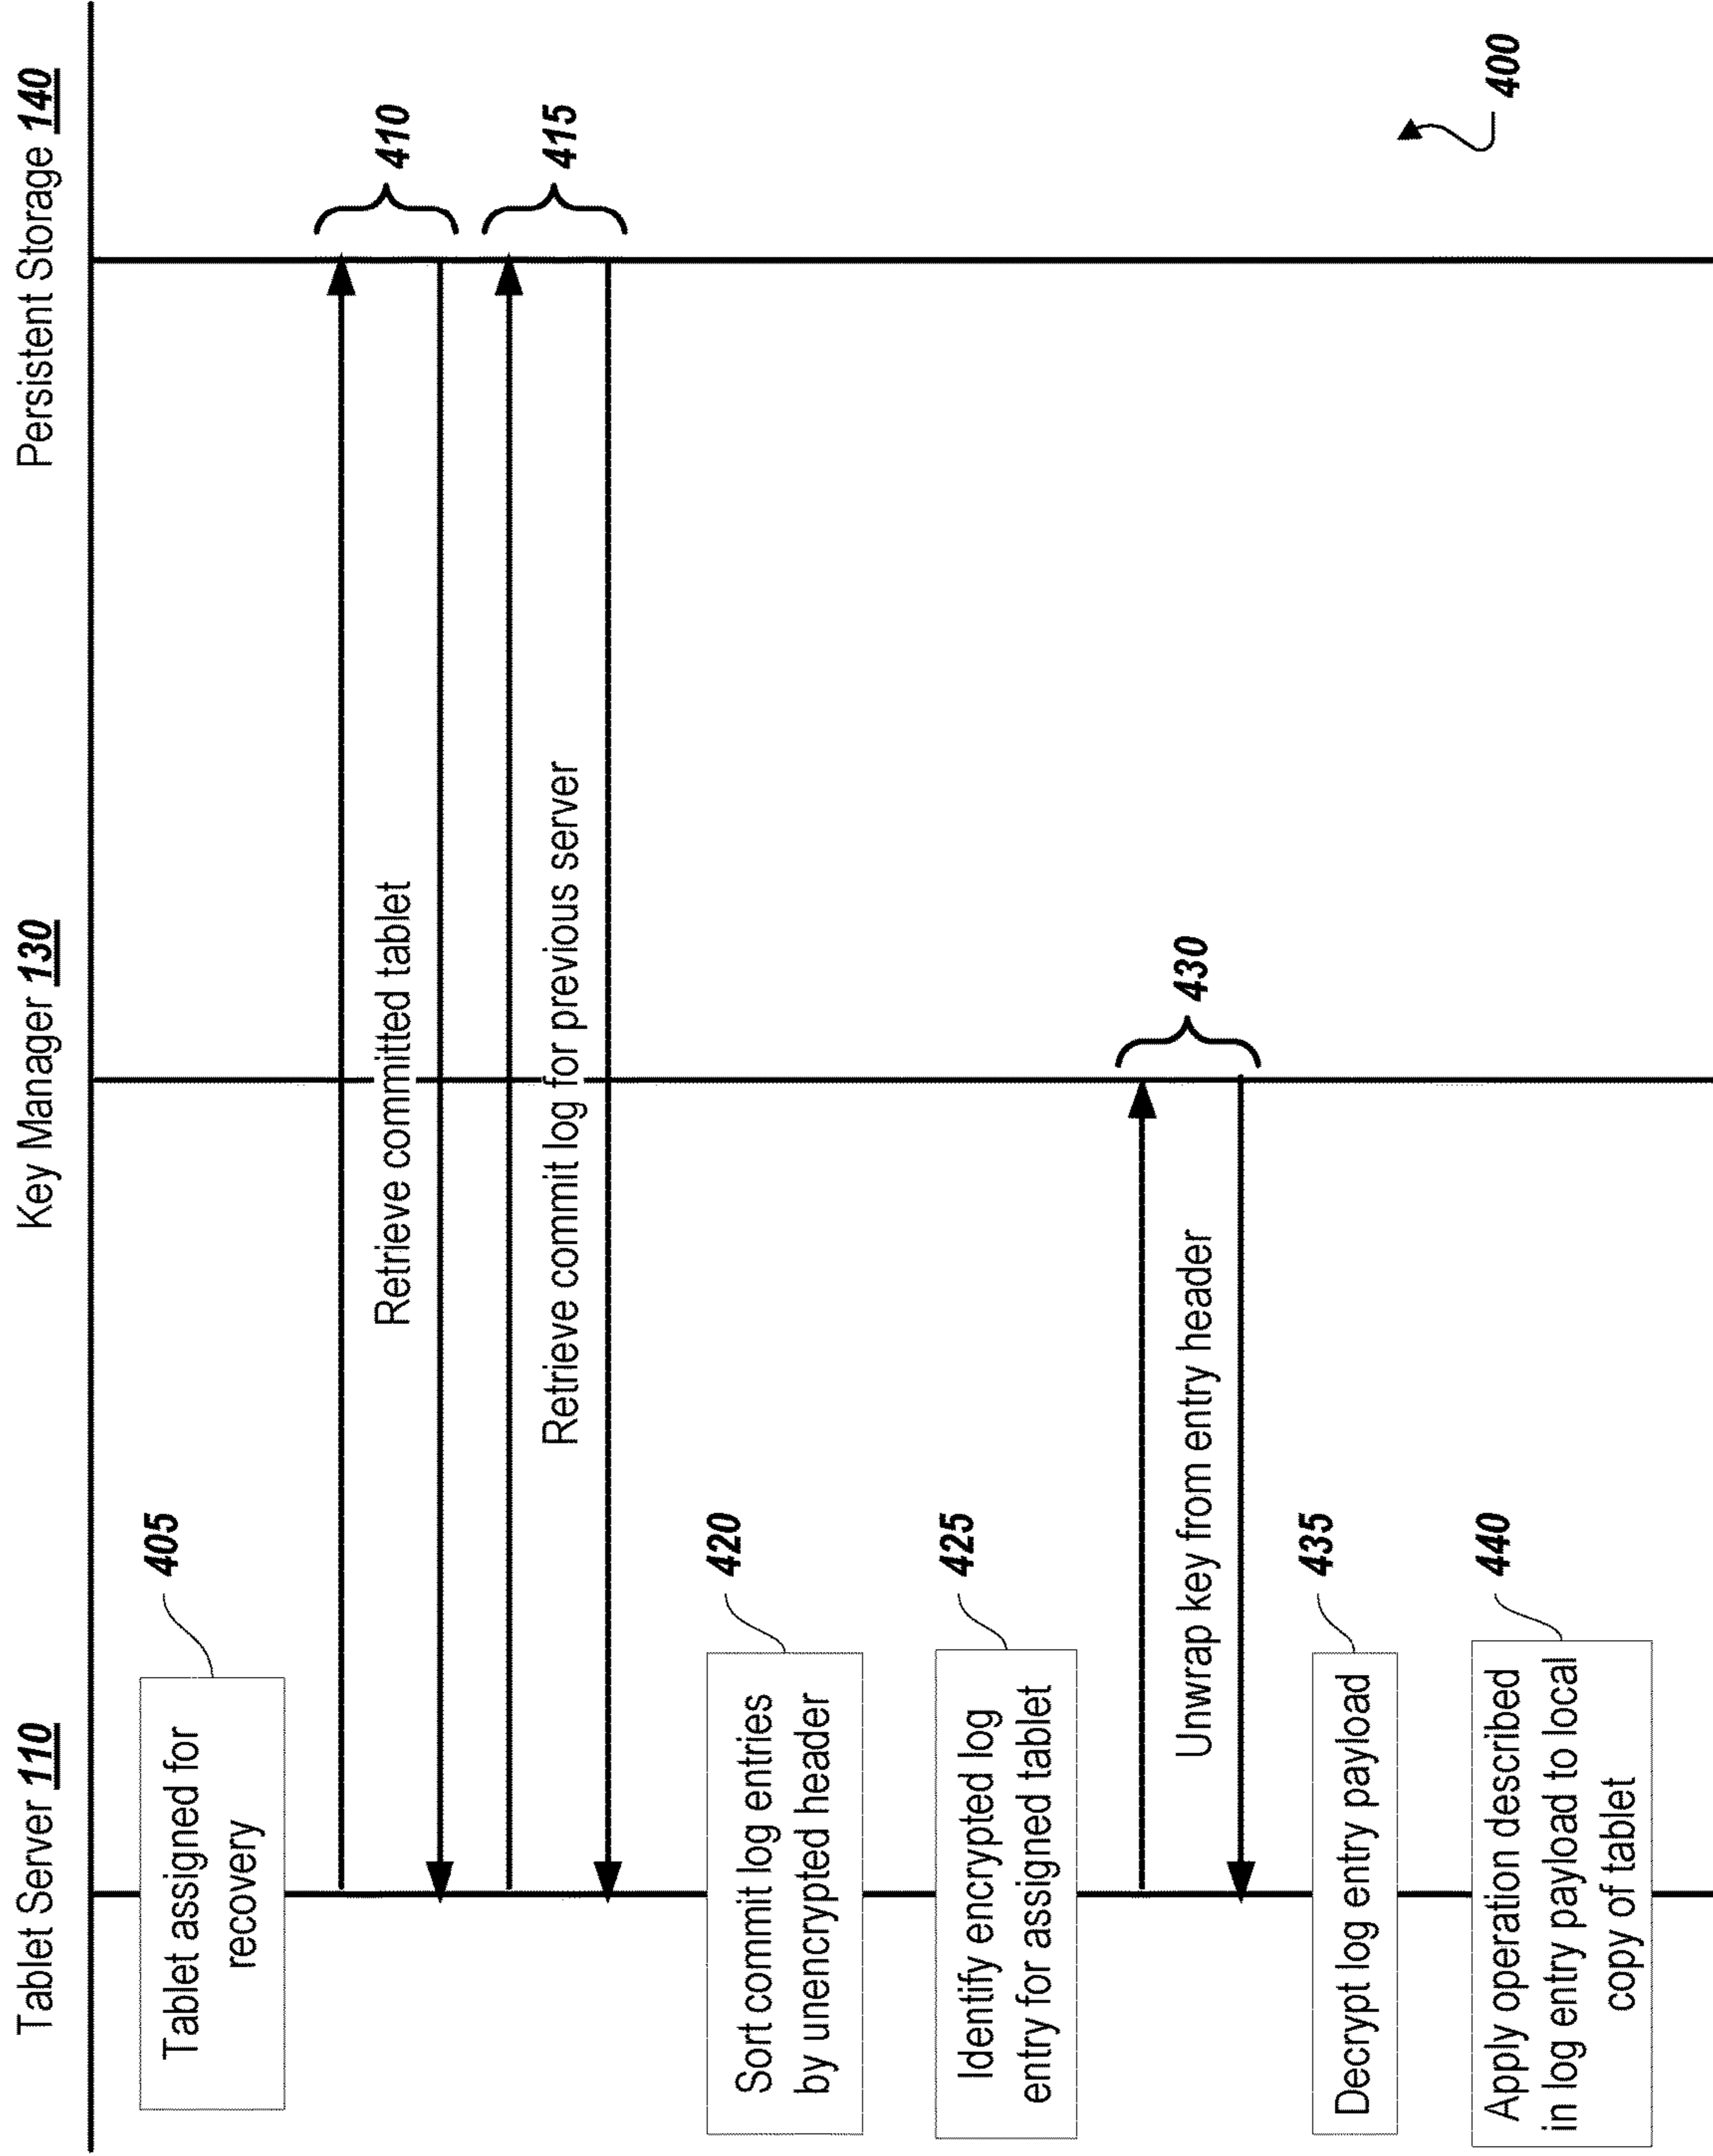 Tablet Server 110
Key Manager 130
Persistent Storage 140
405
Tablet assigned for
recovery
Retrieve committed tablet
410
Retrieve commit log for previous server
415
420
Sort commit log entries
by unencrypted header
425
Identify encrypted log
entry for assigned tablet
Unwrap key from entry header
430
435
Decrypt log entry payload
440
Apply operation described
in log entry payload to local
copy of tablet
400